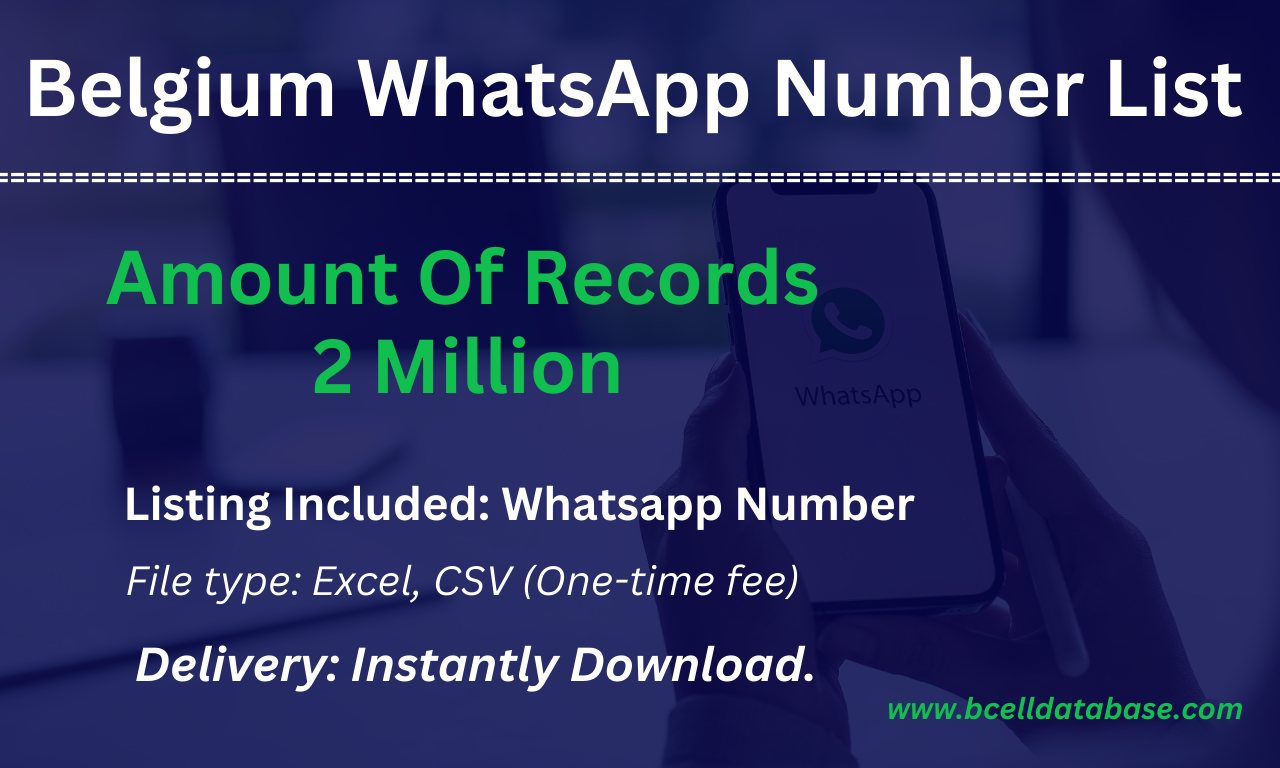 Belgium WhatsApp Number List
Amount Of Records
2 Million
WhatsApp
Listing Included: Whatsapp Number
File type: Excel, CSV (One-time fee)
Delivery: Instantly Download.
www.bcelldatabase.com